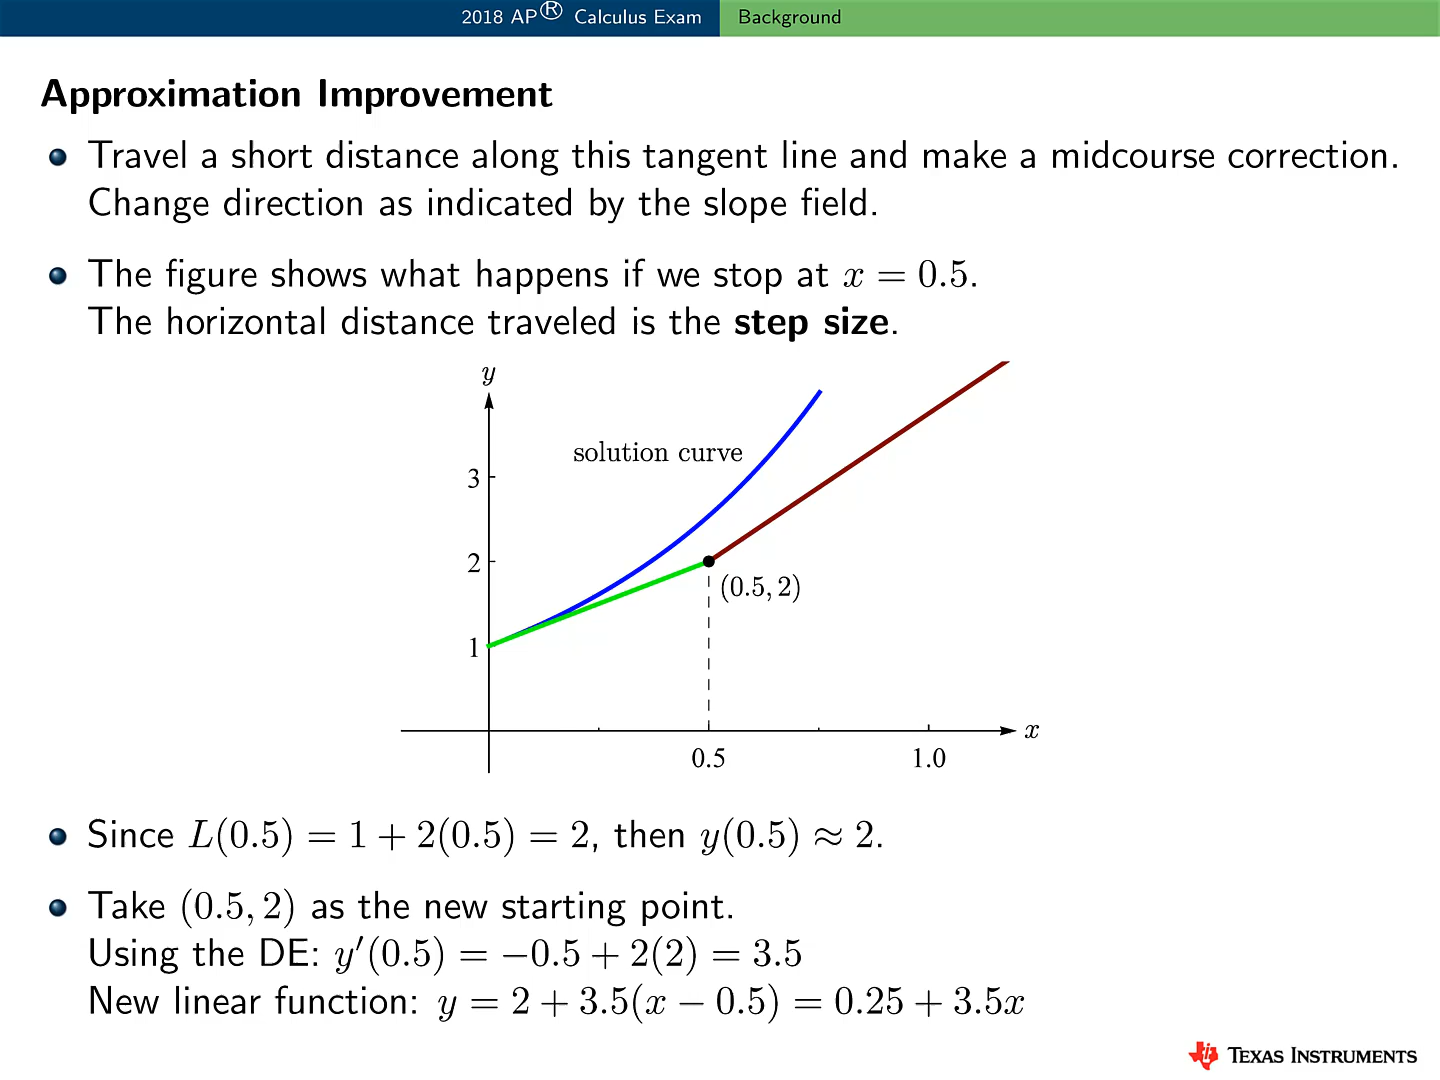 2018 AP® Calculus Exam
Background
Approximation Improvement
Travel a short distance along this tangent line and make a midcourse correction.
Change direction as indicated by the slope field.
The figure shows what happens if we stop at x = 0.5.
The horizontal distance traveled is the step size.
y
solution curve
3
2
(0.5, 2)
1
x
0.5
1.0
Since L(0.5) = 1 + 2(0.5) = 2, then y(0.5) ≈ 2.
Take (0.5, 2) as the new starting point.
Using the DE: y′(0.5) = −0.5 + 2(2) = 3.5
New linear function: y = 2 + 3.5(x − 0.5) = 0.25 + 3.5x
TEXAS INSTRUMENTS